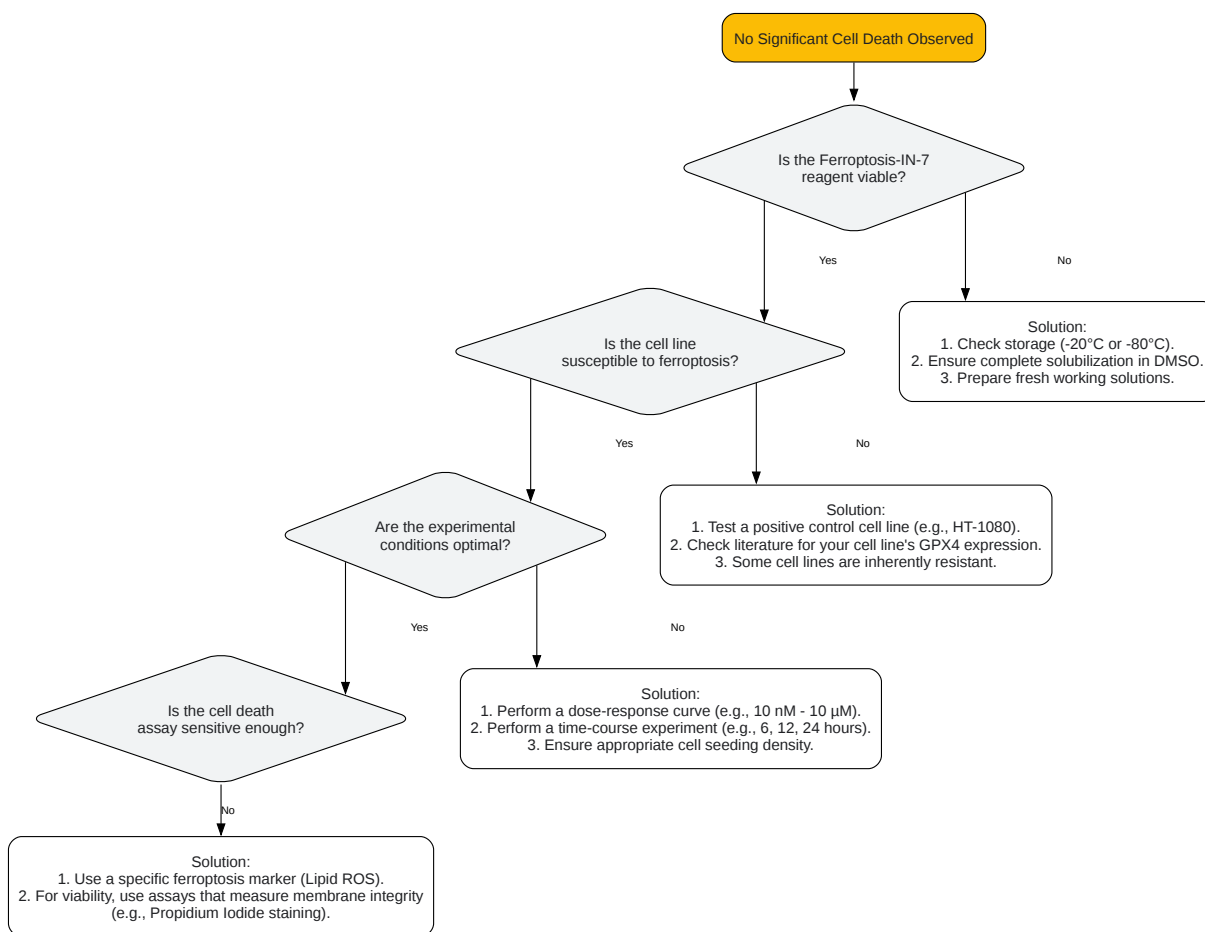 No Significant Cell Death Observed
Is the Ferroptosis-IN-7
reagent viable?
Yes
No
Solution:
1. Check storage (-20°C or -80°C).
2. Ensure complete solubilization in DMSO.
3. Prepare fresh working solutions.
Is the cell line
susceptible to ferroptosis?
Yes
No
Solution:
1. Test a positive control cell line (e.g., HT-1080).
2. Check literature for your cell line's GPX4 expression.
3. Some cell lines are inherently resistant.
Are the experimental
conditions optimal?
Yes
No
Solution:
1. Perform a dose-response curve (e.g., 10 nM - 10 µM).
2. Perform a time-course experiment (e.g., 6, 12, 24 hours).
3. Ensure appropriate cell seeding density.
Is the cell death
assay sensitive enough?
No
Solution:
1. Use a specific ferroptosis marker (Lipid ROS).
2. For viability, use assays that measure membrane integrity
(e.g., Propidium Iodide staining).